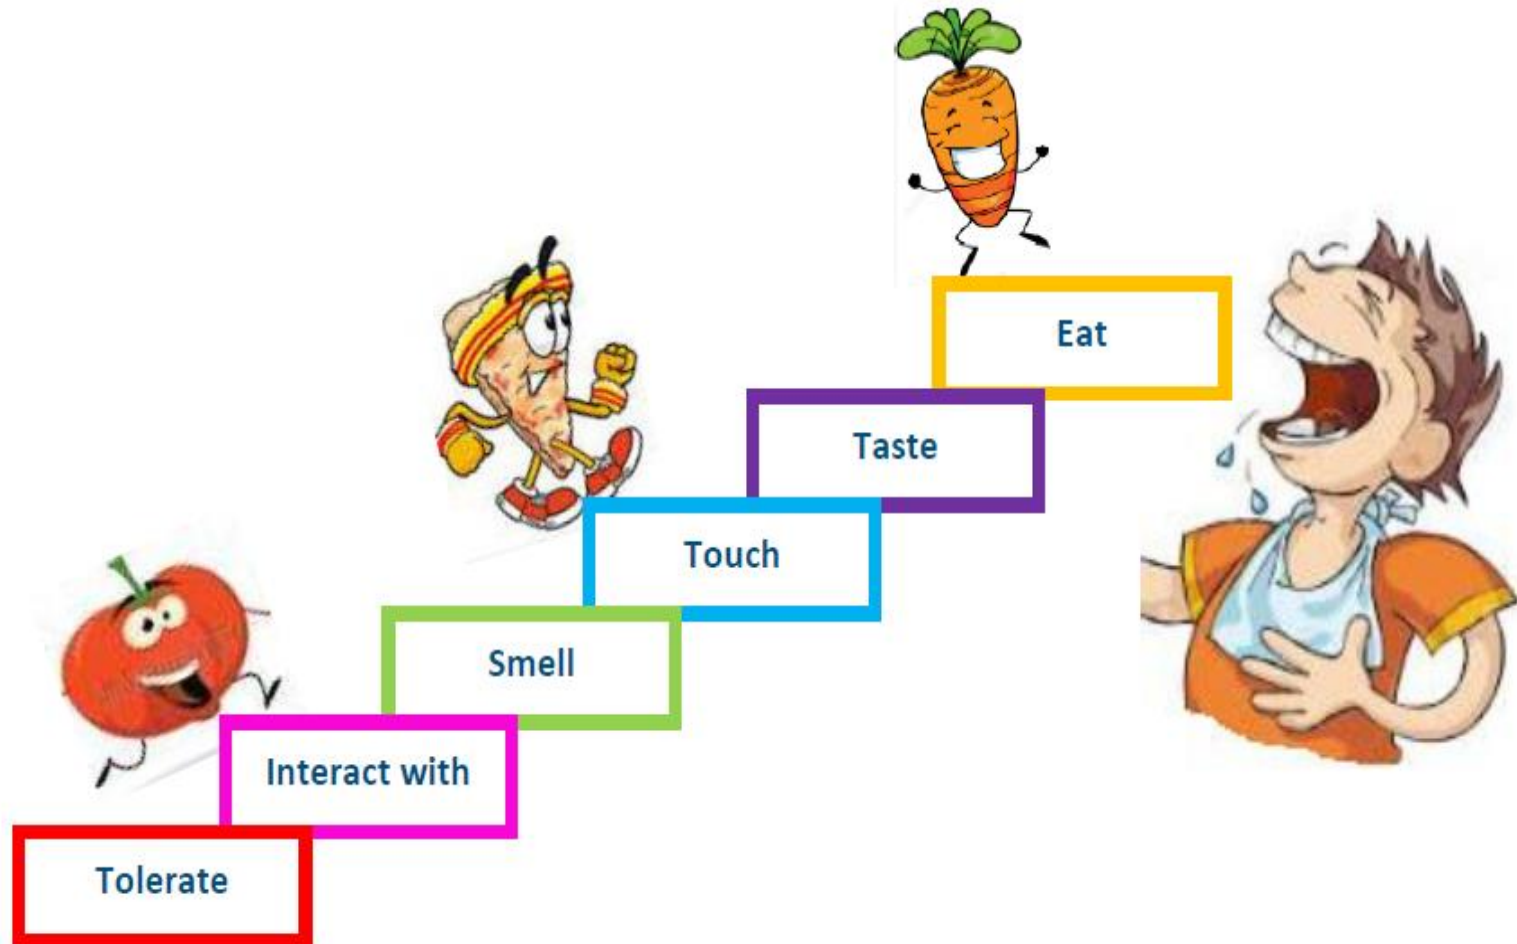 Eat
Taste
Touch
Smell
Interact with
Tolerate